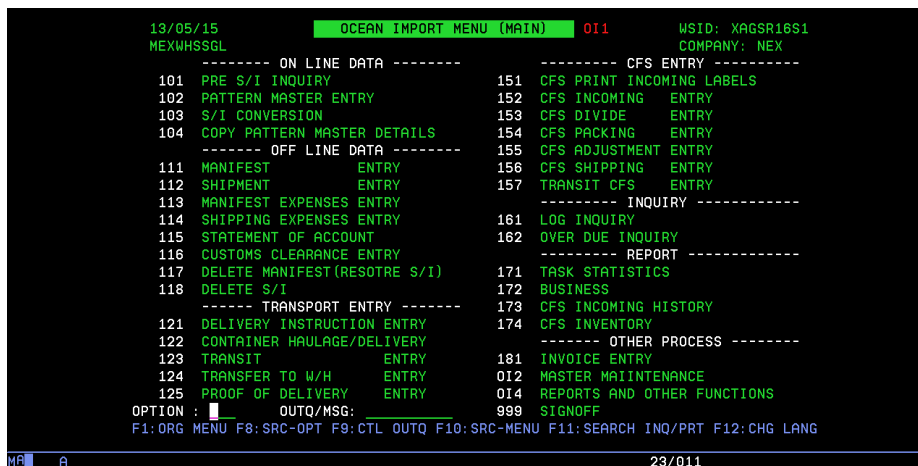 13/05/15 OCEAN IMPORT MENU (MAIN) OI1 WSID: XAGSR16S1
MEXWHSSGL COMPANY: NEX
-------- ON LINE DATA -------- --------- CFS ENTRY ----------
101 PRE S/I INQUIRY 151 CFS PRINT INCOMING LABELS
102 PATTERN MASTER ENTRY 152 CFS INCOMING ENTRY
103 S/I CONVERSION 153 CFS DIVIDE ENTRY
104 COPY PATTERN MASTER DETAILS 154 CFS PACKING ENTRY
------- OFF LINE DATA -------- 155 CFS ADJUSTMENT ENTRY
111 MANIFEST ENTRY 156 CFS SHIPPING ENTRY
112 SHIPMENT ENTRY 157 TRANSIT CFS ENTRY
113 MANIFEST EXPENSES ENTRY --------- INQUIRY ------------
114 SHIPPING EXPENSES ENTRY 161 LOG INQUIRY
115 STATEMENT OF ACCOUNT 162 OVER DUE INQUIRY
116 CUSTOMS CLEARANCE ENTRY --------- REPORT -------------
117 DELETE MANIFEST(RESOTRE S/I) 171 TASK STATISTICS
118 DELETE S/I 172 BUSINESS
------ TRANSPORT ENTRY ------- 173 CFS INCOMING HISTORY
121 DELIVERY INSTRUCTION ENTRY 174 CFS INVENTORY
122 CONTAINER HAULAGE/DELIVERY ------- OTHER PROCESS --------
123 TRANSIT ENTRY 181 INVOICE ENTRY
124 TRANSFER TO W/H ENTRY OI2 MASTER MAIINTENANCE
125 PROOF OF DELIVERY ENTRY OI4 REPORTS AND OTHER FUNCTIONS
OPTION : ___ OUTQ/MSG: __________ 999 SIGNOFF
F1:ORG MENU F8:SRC-OPT F9:CTL OUTQ F10:SRC-MENU F11:SEARCH INQ/PRT F12:CHG LANG
MA A 23/011